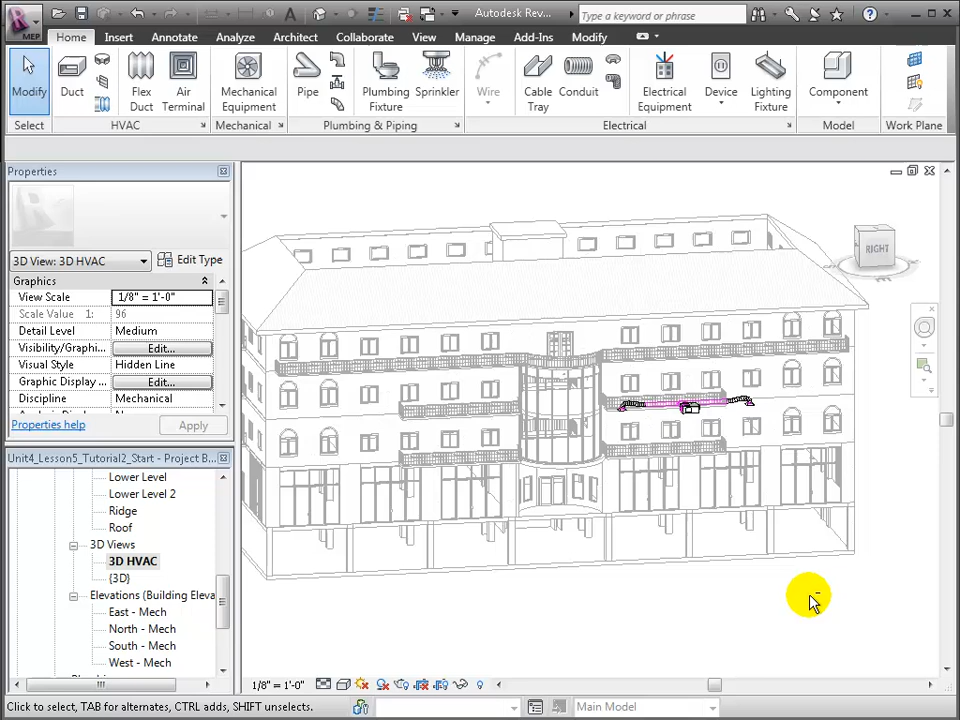 Autodesk Rev...
Type a keyword or phrase
MEP
Home
Insert
Annotate
Analyze
Architect
Collaborate
View
Manage
Add-Ins
Modify
Modify
Duct
Flex
Duct
Air
Terminal
Mechanical
Equipment
Pipe
Plumbing
Fixture
Sprinkler
Wire
Cable
Tray
Conduit
Electrical
Equipment
Device
Lighting
Fixture
Component
Select
HVAC
Mechanical
Plumbing & Piping
Electrical
Model
Work Plane
Properties
3D View: 3D HVAC
Edit Type
Graphics
View Scale
1/8" = 1'-0"
Scale Value 1:
96
Detail Level
Medium
Visibility/Graphi...
Edit...
Visual Style
Hidden Line
Graphic Display ...
Edit...
Discipline
Mechanical
Properties help
Apply
RIGHT
Unit4_Lesson5_Tutorial2_Start - Project B...
Lower Level
Lower Level 2
Ridge
Roof
3D Views
3D HVAC
{3D}
Elevations (Building Eleva
East - Mech
North - Mech
South - Mech
West - Mech
1/8" = 1'-0"
Click to select, TAB for alternates, CTRL adds, SHIFT unselects.
Main Model